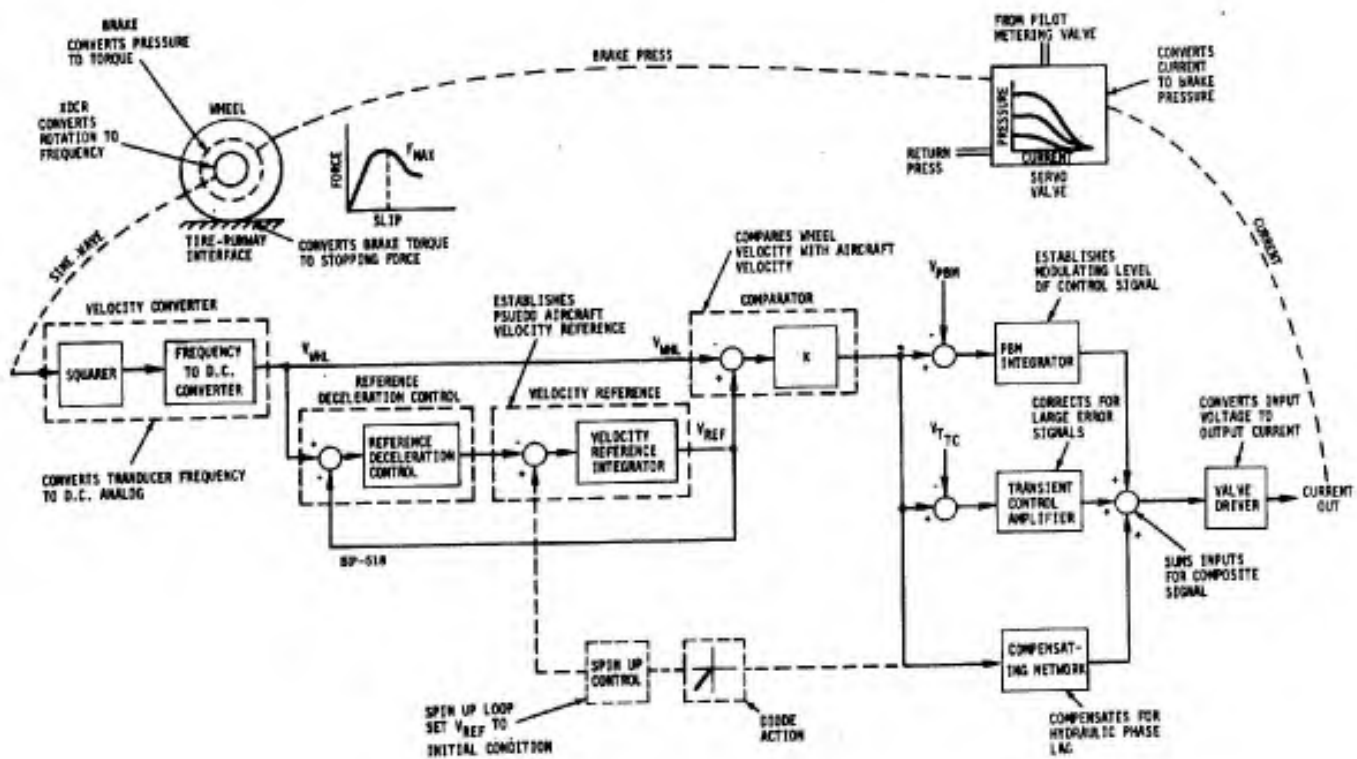 BRAKE
CONVERTS PRESSURE
TO TORQUE
XDCR
CONVERTS
ROTATION TO
FREQUENCY
WHEEL
TIRE-RUNWAY
INTERFACE
CONVERTS BRAKE TORQUE
TO STOPPING FORCE
FORCE
F MAX
SLIP
BRAKE PRESS
FROM PILOT
METERING VALVE
CONVERTS
CURRENT
TO BRAKE
PRESSURE
PRESSURE
CURRENT
RETURN
PRESS
SERVO
VALVE
CURRENT
SINE WAVE
VELOCITY CONVERTER
SQUARER
FREQUENCY
TO D.C.
CONVERTER
CONVERTS TRANDUCER FREQUENCY
TO D.C. ANALOG
V WHL
REFERENCE
DECELERATION CONTROL
REFERENCE
DECELERATION
CONTROL
ESTABLISHES
PSUEDO AIRCRAFT
VELOCITY REFERENCE
VELOCITY REFERENCE
VELOCITY
REFERENCE
INTEGRATOR
V REF
BP-518
COMPARES WHEEL
VELOCITY WITH AIRCRAFT
VELOCITY
COMPARATOR
V WHL
K
V PBM
ESTABLISHES
MODULATING LEVEL
OF CONTROL SIGNAL
PBM
INTEGRATOR
CORRECTS FOR
LARGE ERROR
SIGNALS
V T TC
TRANSIENT
CONTROL
AMPLIFIER
CONVERTS INPUT
VOLTAGE TO
OUTPUT CURRENT
VALVE
DRIVER
CURRENT
OUT
SUMS INPUTS
FOR COMPOSITE
SIGNAL
COMPENSAT-
ING NETWORK
COMPENSATES FOR
HYDRAULIC PHASE
LAG
SPIN UP
CONTROL
SPIN UP LOOP
SET V REF TO
INITIAL CONDITION
DIODE
ACTION